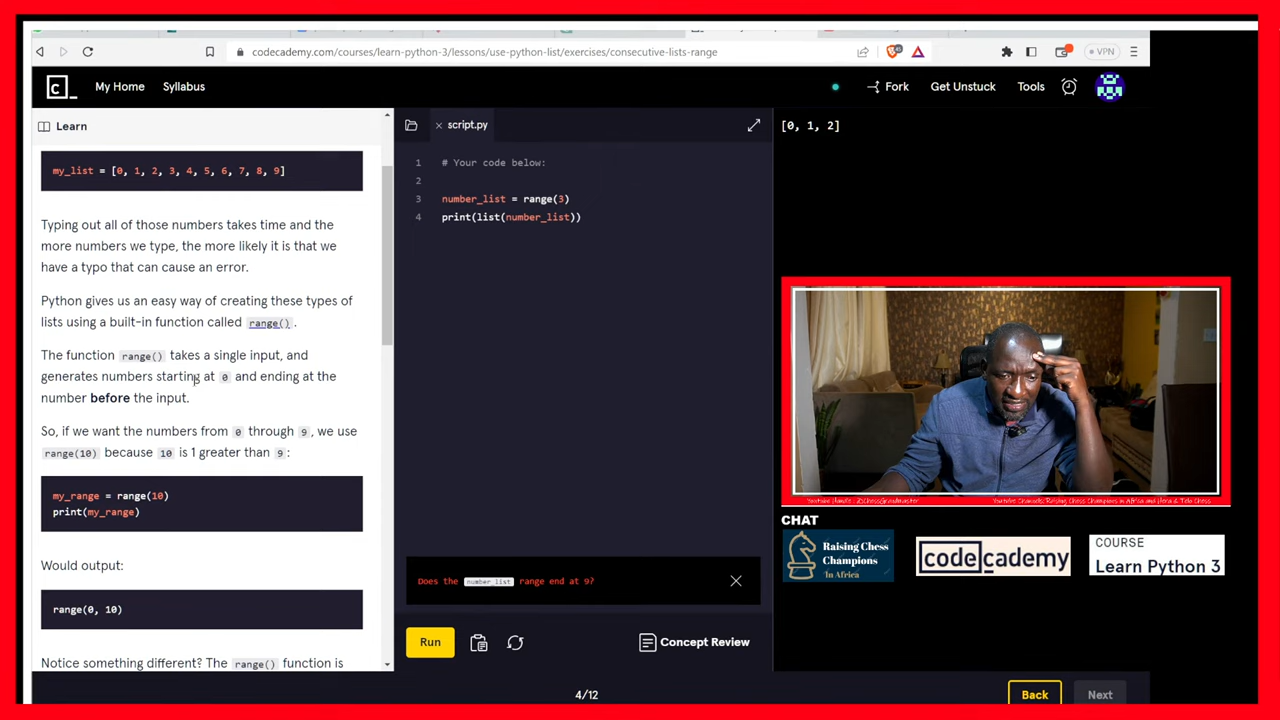 codecademy.com/courses/learn-python-3/lessons/use-python-list/exercises/consecutive-lists-range
VPN
C_
My Home
Syllabus
Fork
Get Unstuck
Tools
Learn
my_list = [0, 1, 2, 3, 4, 5, 6, 7, 8, 9]
Typing out all of those numbers takes time and the
more numbers we type, the more likely it is that we
have a typo that can cause an error.
Python gives us an easy way of creating these types of
lists using a built-in function called range().
The function range() takes a single input, and
generates numbers starting at 0 and ending at the
number before the input.
So, if we want the numbers from 0 through 9, we use
range(10) because 10 is 1 greater than 9:
my_range = range(10)
print(my_range)
Would output:
range(0, 10)
Notice something different? The range() function is
script.py
1 # Your code below:
2
3 number_list = range(3)
4 print(list(number_list))
Does the number_list range end at 9?
Run
Concept Review
4/12
Back
Next
[0, 1, 2]
CHAT
Raising Chess
Champions
In Africa
codecademy
COURSE
Learn Python 3